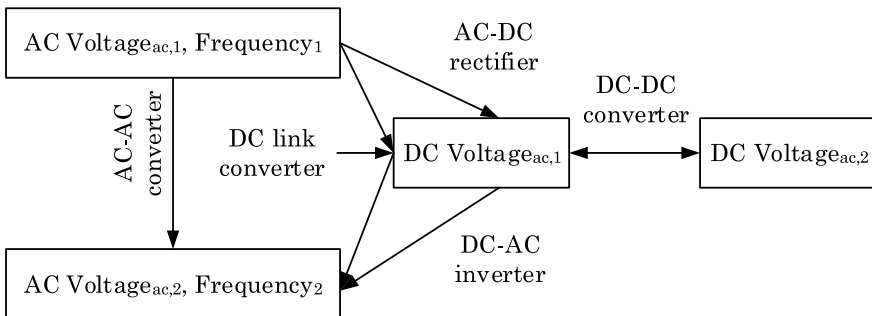 AC Voltageac,1, Frequency1
AC-DC
rectifier
DC-DC
converter
AC-AC
converter
DC link
converter
DC Voltageac,1
DC Voltageac,2
DC-AC
inverter
AC Voltageac,2, Frequency2